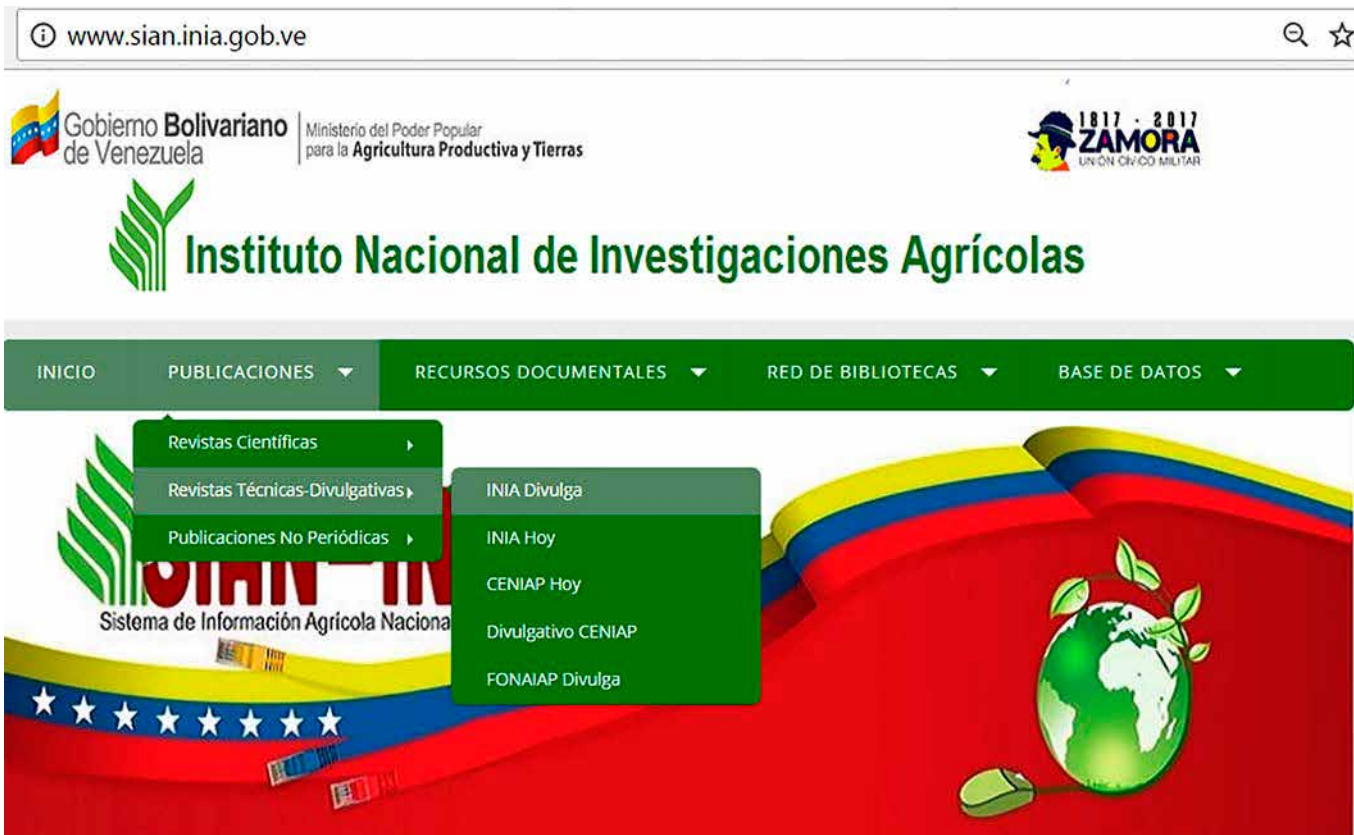 www.sian.inia.gob.ve
Gobierno Bolivariano
de Venezuela
Ministerio del Poder Popular
para la Agricultura Productiva y Tierras
1817 - 2017
ZAMORA
UNIÓN CÍVICO MILITAR
Instituto Nacional de Investigaciones Agrícolas
INICIO PUBLICACIONES RECURSOS DOCUMENTALES RED DE BIBLIOTECAS BASE DE DATOS
Revistas Científicas
Revistas Técnicas-Divulgativas
Publicaciones No Periódicas
INIA Divulga
INIA Hoy
CENIAP Hoy
Divulgativo CENIAP
FONAIAP Divulga
SIAN - IN
Sistema de Información Agrícola Naciona